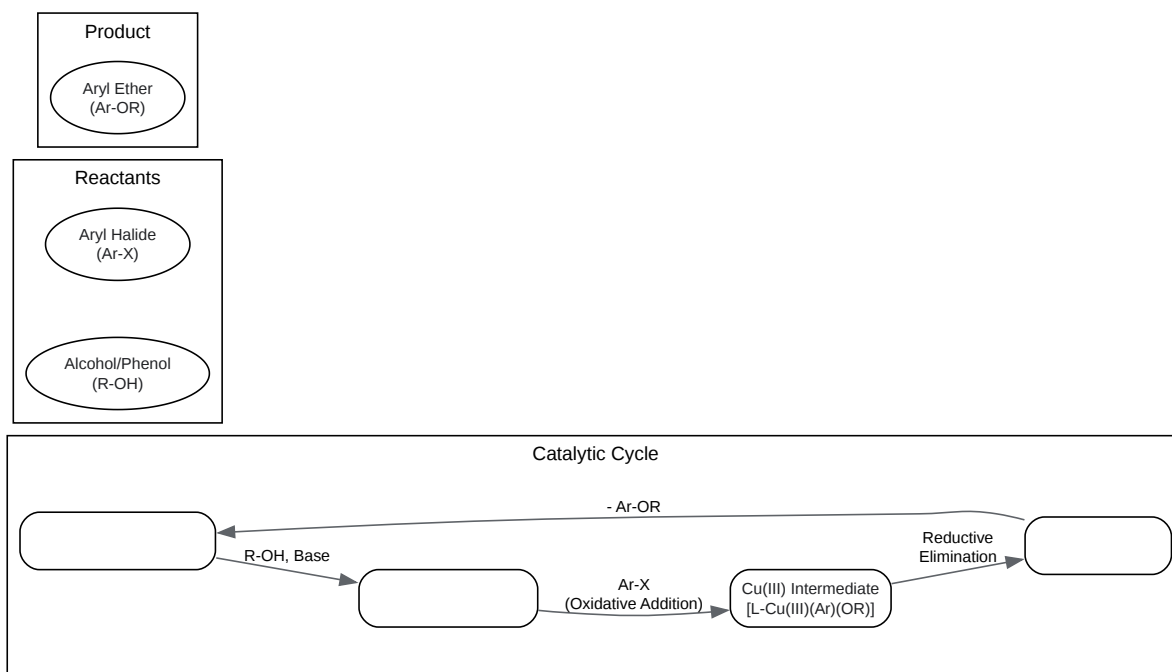 Product
Aryl Ether
(Ar-OR)
Reactants
Aryl Halide
(Ar-X)
Alcohol/Phenol
(R-OH)
Catalytic Cycle
- Ar-OR
R-OH, Base
Ar-X
(Oxidative Addition)
Cu(III) Intermediate
[L-Cu(III)(Ar)(OR)]
Reductive
Elimination